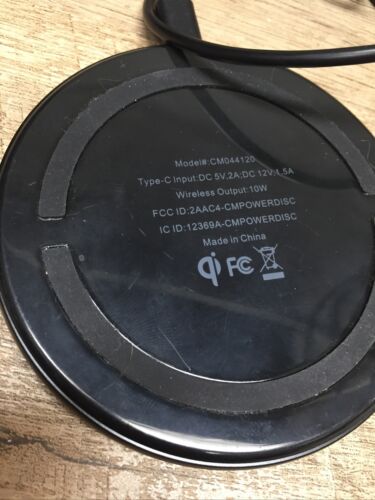 Model#:CM044120
Type-C Input:DC 5V,2A;DC 12V,1.5A
Wireless Output:10W
FCC ID:2AAC4-CMPOWERDISC
IC ID:12369A-CMPOWERDISC
Made in China
qi FC